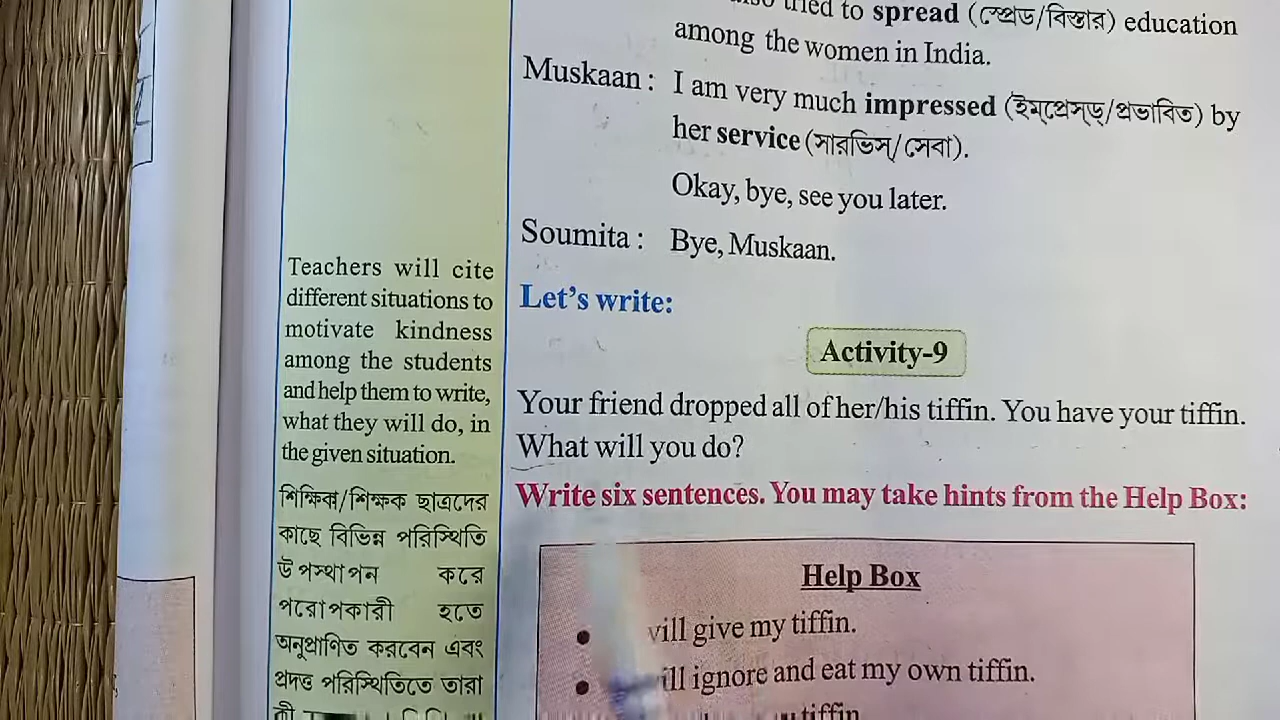 tried to spread (স্প্রেড/বিস্তার) education
among the women in India.
Muskaan : I am very much impressed (ইম্প্রেস্ড্/প্রভাবিত) by
her service (সারভিস্/সেবা).
Okay, bye, see you later.
Soumita : Bye, Muskaan.
Let's write:
Activity-9
Your friend dropped all of her/his tiffin. You have your tiffin.
What will you do?
Write six sentences. You may take hints from the Help Box:
Help Box
will give my tiffin.
ignore and eat my own tiffin.
tiffin
Teachers will cite
different situations to
motivate kindness
among the students
and help them to write,
what they will do, in
the given situation.
শিক্ষিকা/শিক্ষক ছাত্রদের
কাছে বিভিন্ন পরিস্থিতি
উপস্থাপন করে
পরোপকারী হতে
অনুপ্রাণিত করবেন এবং
প্রদত্ত পরিস্থিতিতে তারা
কী